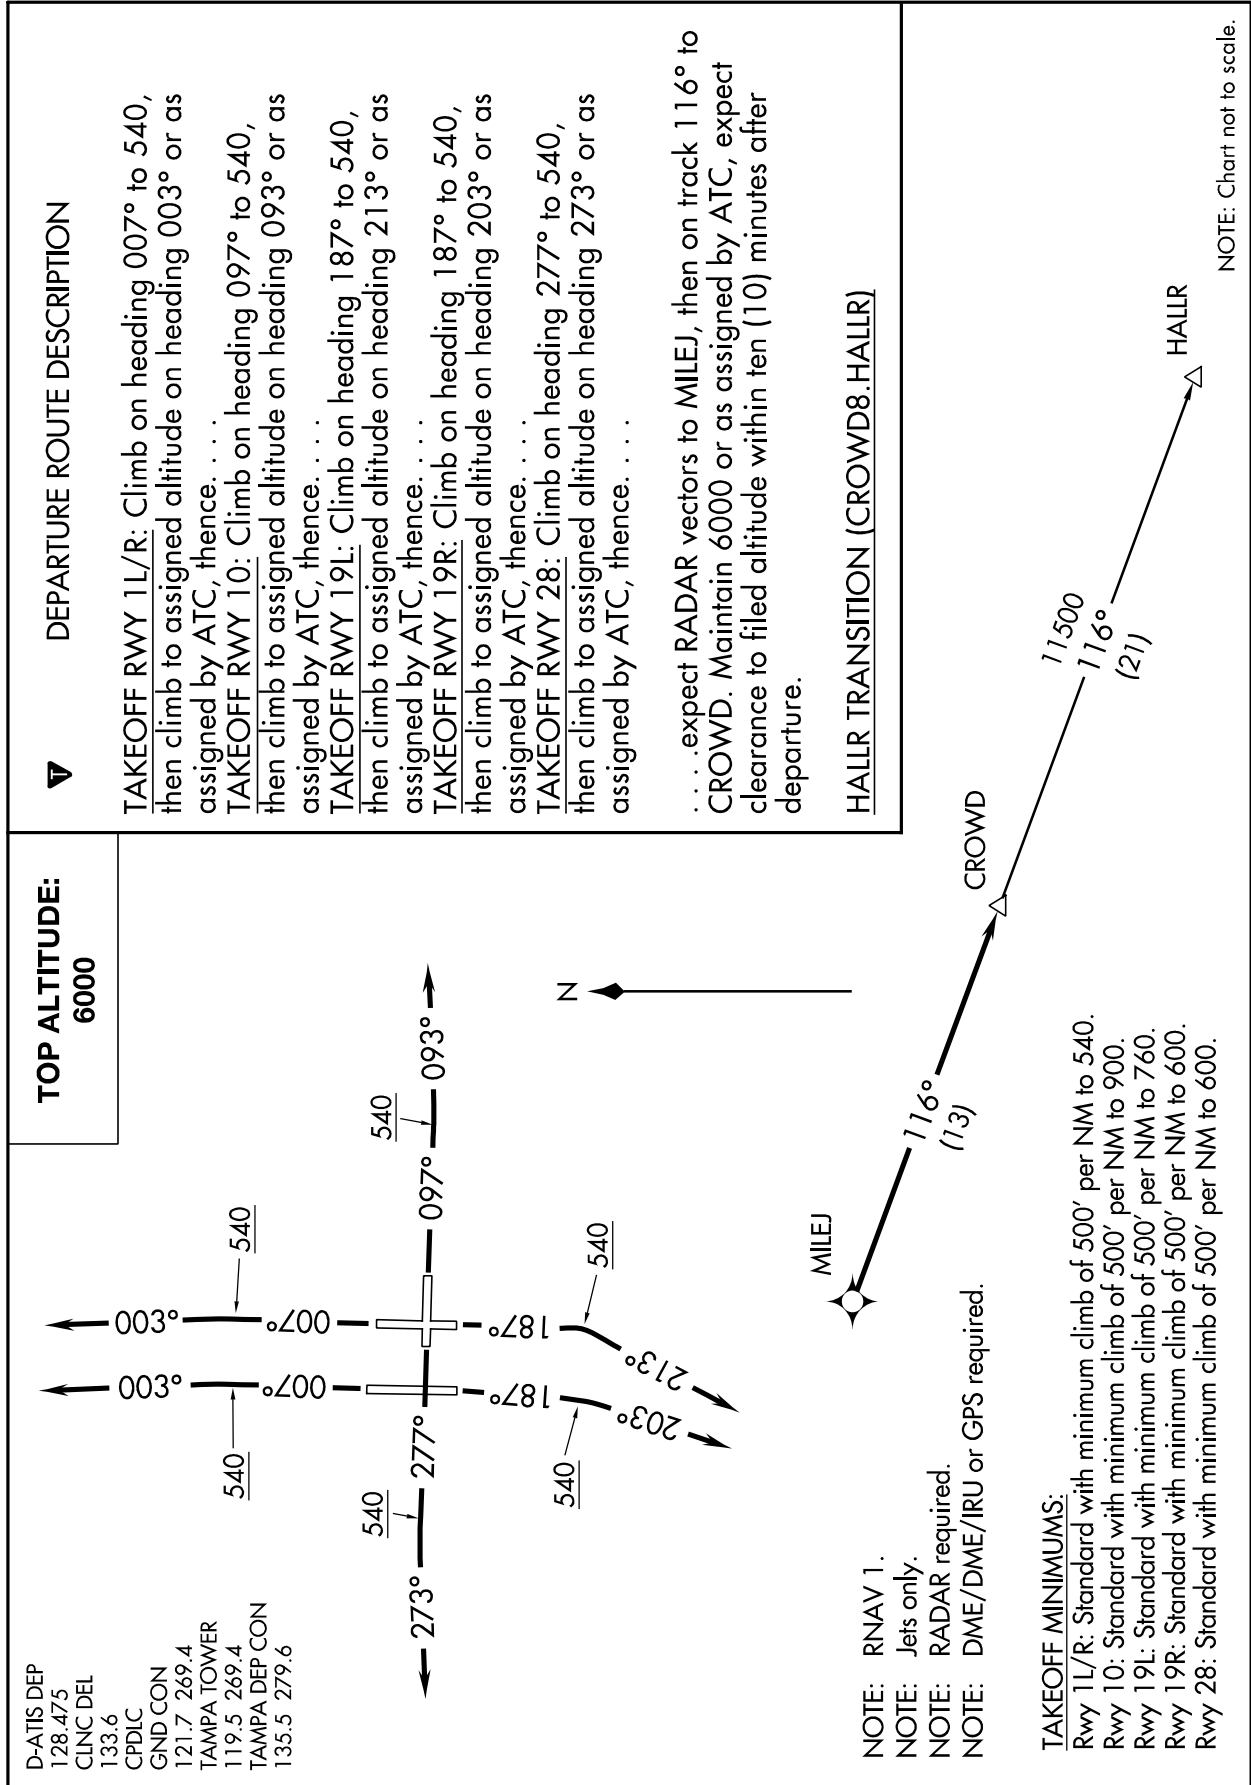 D-ATIS DEP
128.475
CLNC DEL
133.6
CPDLC
GND CON
121.7 269.4
TAMPA TOWER
119.5 269.4
TAMPA DEP CON
135.5 279.6
TOP ALTITUDE:
6000
DEPARTURE ROUTE DESCRIPTION
T
TAKEOFF RWY 1L/R: Climb on heading 007° to 540,
then climb to assigned altitude on heading 003° or as
assigned by ATC, thence. . . .
TAKEOFF RWY 10: Climb on heading 097° to 540,
then climb to assigned altitude on heading 093° or as
assigned by ATC, thence. . . .
TAKEOFF RWY 19L: Climb on heading 187° to 540,
then climb to assigned altitude on heading 213° or as
assigned by ATC, thence. . . .
TAKEOFF RWY 19R: Climb on heading 187° to 540,
then climb to assigned altitude on heading 203° or as
assigned by ATC, thence. . . .
TAKEOFF RWY 28: Climb on heading 277° to 540,
then climb to assigned altitude on heading 273° or as
assigned by ATC, thence. . . .
. . . .expect RADAR vectors to MILEJ, then on track 116° to
CROWD. Maintain 6000 or as assigned by ATC, expect
clearance to filed altitude within ten (10) minutes after
departure.
HALLR TRANSITION (CROWD8.HALLR)
003°
003°
540
540
007°
007°
540
273°
277°
097°
540
093°
187°
187°
540
540
203°
213°
N
MILEJ
116°
(13)
CROWD
11500
116°
(21)
HALLR
NOTE: RNAV 1.
NOTE: Jets only.
NOTE: RADAR required.
NOTE: DME/DME/IRU or GPS required.
TAKEOFF MINIMUMS:
Rwy 1L/R: Standard with minimum climb of 500' per NM to 540.
Rwy 10: Standard with minimum climb of 500' per NM to 900.
Rwy 19L: Standard with minimum climb of 500' per NM to 760.
Rwy 19R: Standard with minimum climb of 500' per NM to 600.
Rwy 28: Standard with minimum climb of 500' per NM to 600.
NOTE: Chart not to scale.